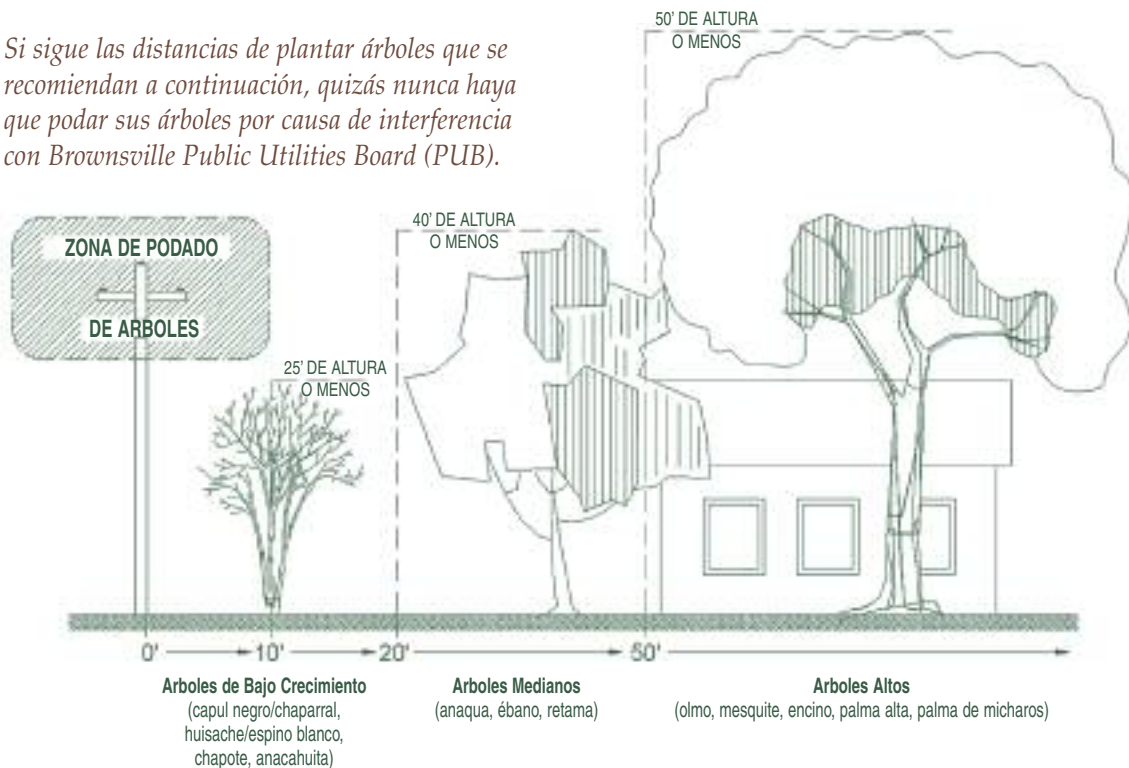 Si sigue las distancias de plantar árboles que se
recomiendan a continuación, quizás nunca haya
que podar sus árboles por causa de interferencia
con Brownsville Public Utilities Board (PUB).
50' DE ALTURA
O MENOS
40' DE ALTURA
O MENOS
ZONA DE PODADO
DE ARBOLES
25' DE ALTURA
O MENOS
0' 10' 20' 50'
Arboles de Bajo Crecimiento
(capul negro/chaparral,
huisache/espino blanco,
chapote, anacahuita)
Arboles Medianos
(anaqua, ébano, retama)
Arboles Altos
(olmo, mesquite, encino, palma alta, palma de micharos)